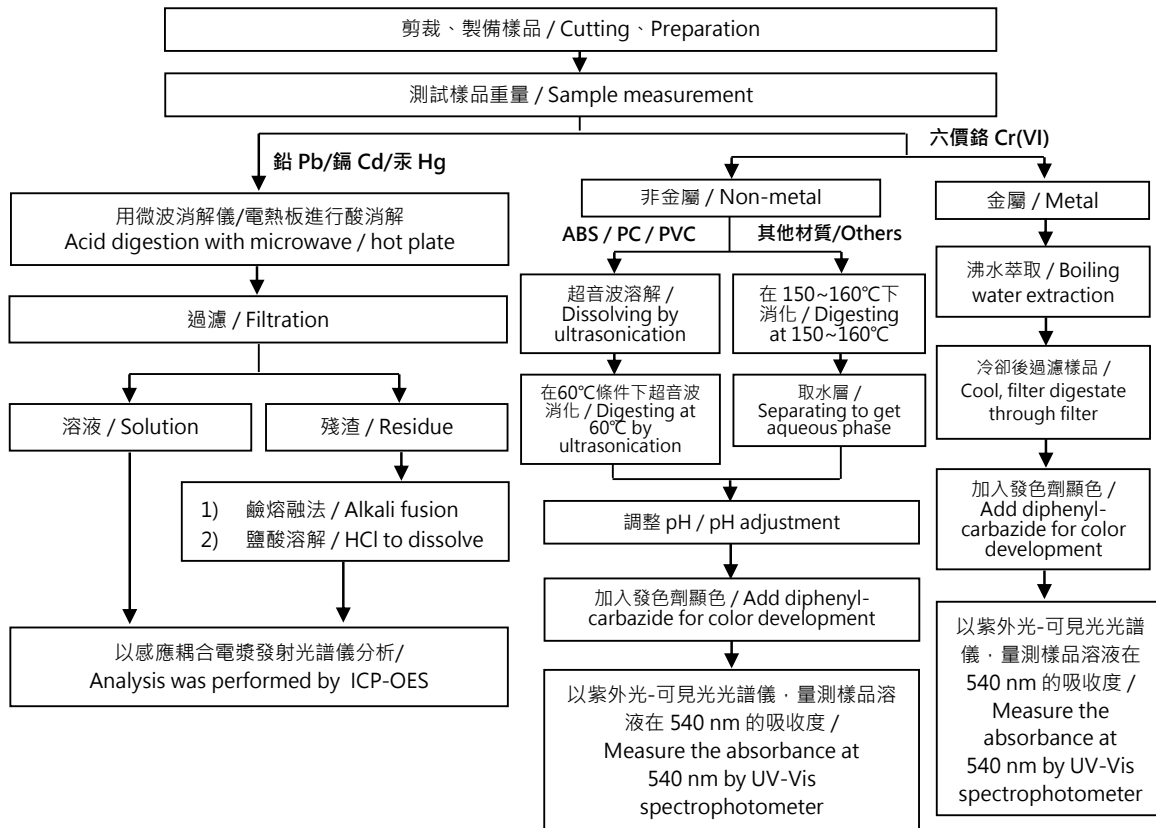 剪裁、製備樣品 / Cutting、Preparation
測試樣品重量 / Sample measurement
鉛 Pb/鎘 Cd/汞 Hg
六價鉻 Cr(VI)
用微波消解儀/電熱板進行酸消解
Acid digestion with microwave / hot plate
過濾 / Filtration
溶液 / Solution
殘渣 / Residue
1) 鹼熔融法 / Alkali fusion
2) 鹽酸溶解 / HCl to dissolve
以感應耦合電漿發射光譜儀分析/
Analysis was performed by ICP-OES
非金屬 / Non-metal
ABS / PC / PVC
其他材質/Others
超音波溶解 /
Dissolving by
ultrasonication
在60℃條件下超音波
消化 / Digesting at
60℃ by
ultrasonication
在 150~160℃下
消化 / Digesting
at 150~160℃
取水層 /
Separating to get
aqueous phase
調整 pH / pH adjustment
加入發色劑顯色 / Add diphenyl-
carbazide for color development
以紫外光-可見光光譜儀﹐量測樣品溶
液在 540 nm 的吸收度 /
Measure the absorbance at
540 nm by UV-Vis
spectrophotometer
金屬 / Metal
沸水萃取 / Boiling
water extraction
冷卻後過濾樣品 /
Cool, filter digestate
through filter
加入發色劑顯色 /
Add diphenyl-
carbazide for color
development
以紫外光-可見光光譜
儀﹐量測樣品溶液在
540 nm 的吸收度 /
Measure the
absorbance at
540 nm by UV-Vis
spectrophotometer